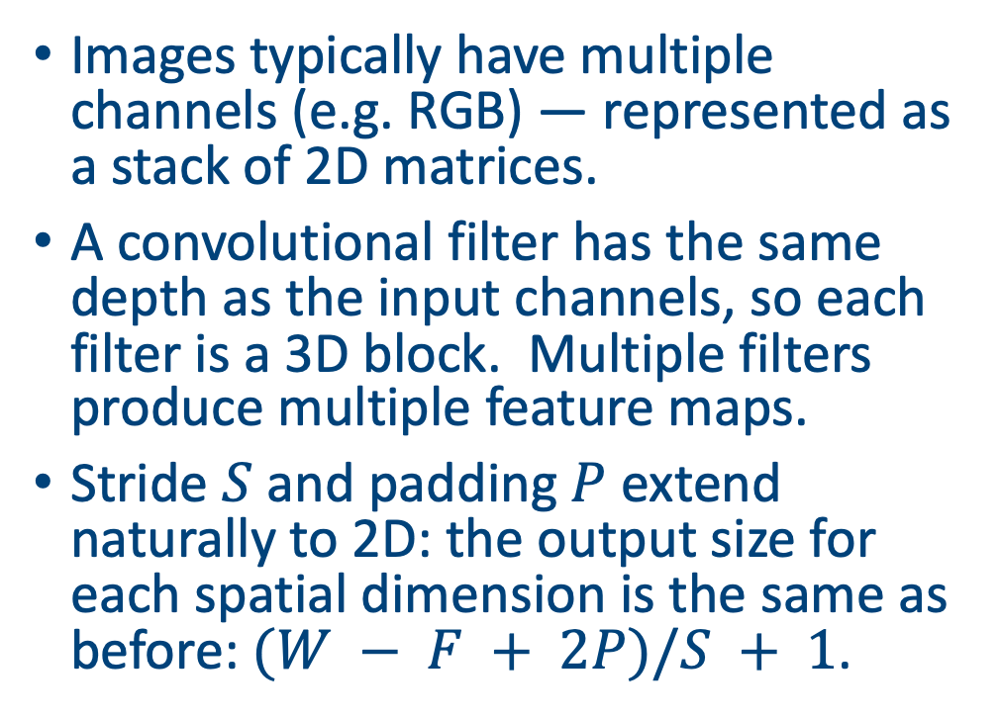 • Images typically have multiple
channels (e.g. RGB) — represented as
a stack of 2D matrices.
• A convolutional filter has the same
depth as the input channels, so each
filter is a 3D block.  Multiple filters
produce multiple feature maps.
• Stride S and padding P extend
naturally to 2D: the output size for
each spatial dimension is the same as
before: (W − F + 2P)/S + 1.